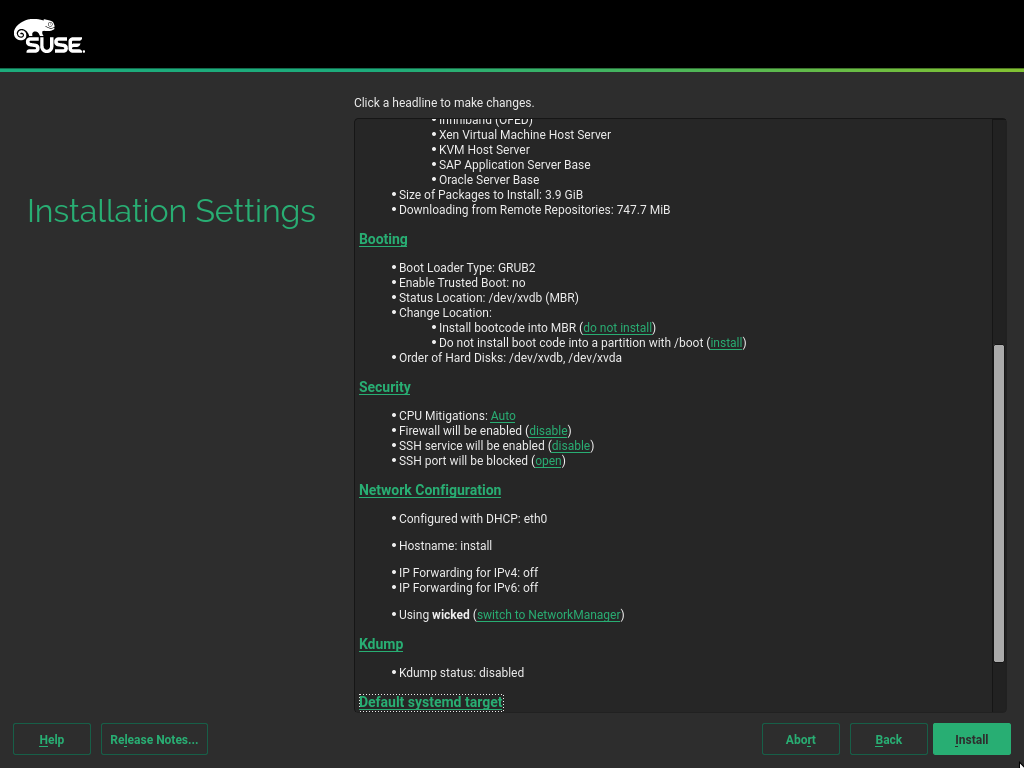 SUSE.
Click a headline to make changes.
Installation Settings
• Infiniband (OFED)
• Xen Virtual Machine Host Server
• KVM Host Server
• SAP Application Server Base
• Oracle Server Base
• Size of Packages to Install: 3.9 GiB
• Downloading from Remote Repositories: 747.7 MiB
Booting
• Boot Loader Type: GRUB2
• Enable Trusted Boot: no
• Status Location: /dev/xvdb (MBR)
• Change Location:
• Install bootcode into MBR (do not install)
• Do not install boot code into a partition with /boot (install)
• Order of Hard Disks: /dev/xvdb, /dev/xvda
Security
• CPU Mitigations: Auto
• Firewall will be enabled (disable)
• SSH service will be enabled (disable)
• SSH port will be blocked (open)
Network Configuration
• Configured with DHCP: eth0
• Hostname: install
• IP Forwarding for IPv4: off
• IP Forwarding for IPv6: off
• Using wicked (switch to NetworkManager)
Kdump
• Kdump status: disabled
Default systemd target
Help Release Notes... Abort Back Install